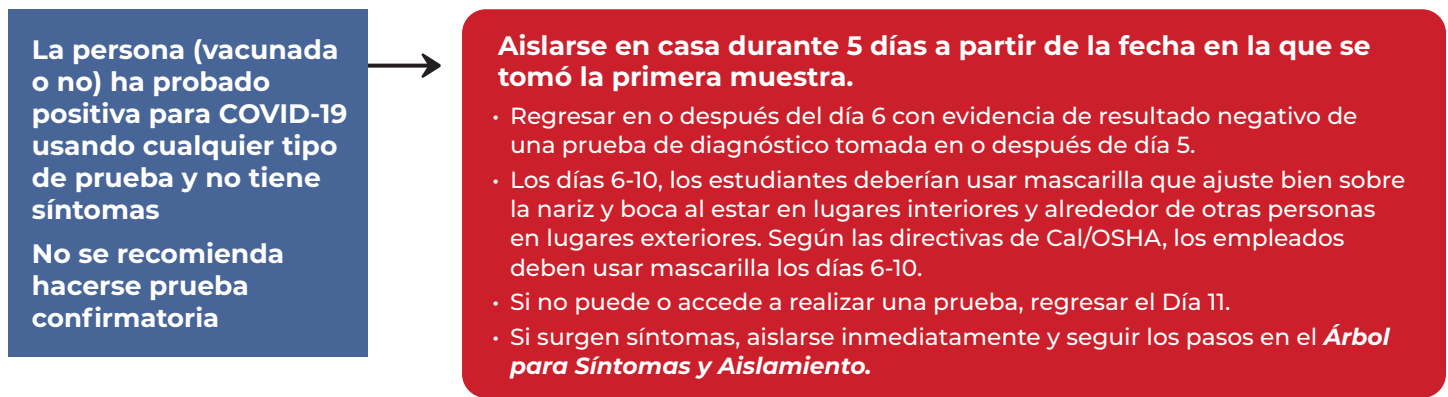 La persona (vacunada
o no) ha probado
positiva para COVID-19
usando cualquier tipo
de prueba y no tiene
síntomas
No se recomienda
hacerse prueba
confirmatoria
Aislarse en casa durante 5 días a partir de la fecha en la que se
tomó la primera muestra.
· Regresar en o después del día 6 con evidencia de resultado negativo de
una prueba de diagnóstico tomada en o después de día 5.
· Los días 6-10, los estudiantes deberían usar mascarilla que ajuste bien sobre
la nariz y boca al estar en lugares interiores y alrededor de otras personas
en lugares exteriores. Según las directivas de Cal/OSHA, los empleados
deben usar mascarilla los días 6-10.
· Si no puede o accede a realizar una prueba, regresar el Día 11.
· Si surgen síntomas, aislarse inmediatamente y seguir los pasos en el Árbol
para Síntomas y Aislamiento.